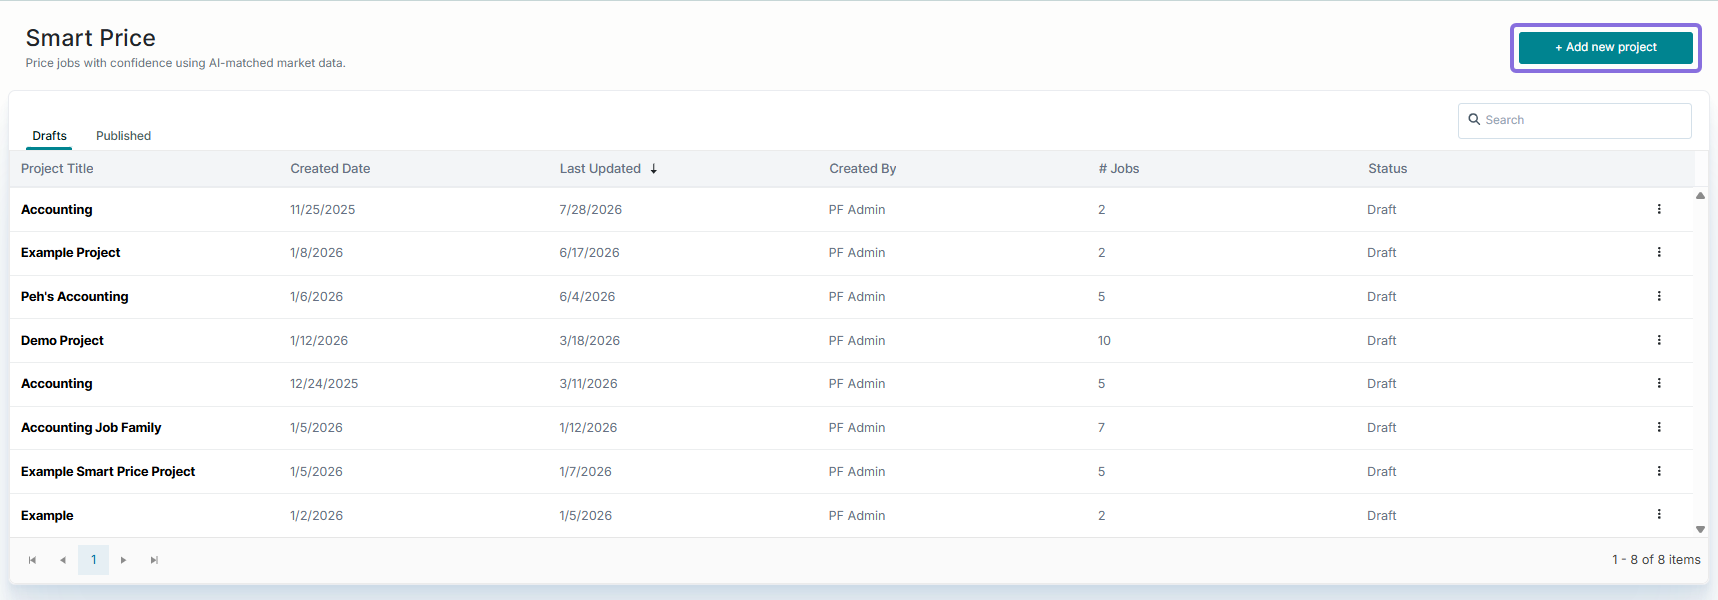 Smart Price
Price jobs with confidence using AI-matched market data.
+ Add new project
Search
Drafts Published
Project Title Created Date Last Updated ↓ Created By # Jobs Status
Accounting 11/25/2025 7/28/2026 PF Admin 2 Draft
Example Project 1/8/2026 6/17/2026 PF Admin 2 Draft
Peh's Accounting 1/6/2026 6/4/2026 PF Admin 5 Draft
Demo Project 1/12/2026 3/18/2026 PF Admin 10 Draft
Accounting 12/24/2025 3/11/2026 PF Admin 5 Draft
Accounting Job Family 1/5/2026 1/12/2026 PF Admin 7 Draft
Example Smart Price Project 1/5/2026 1/7/2026 PF Admin 5 Draft
Example 1/2/2026 1/5/2026 PF Admin 2 Draft
1 1 - 8 of 8 items